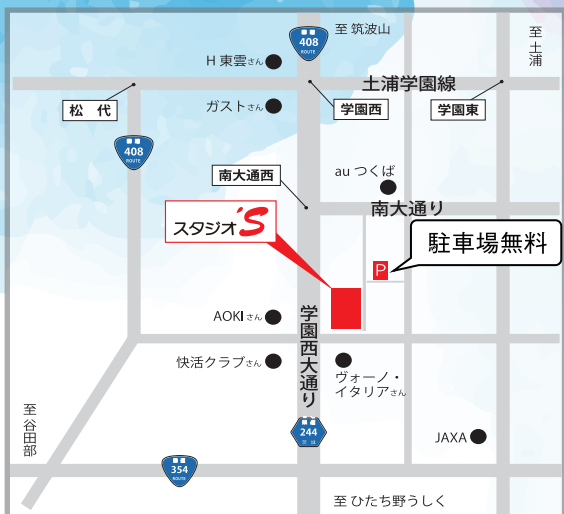 408
ROUTE
至 筑波山
至土浦
H 東雲さん
土浦学園線
松 代
ガストさん
学園西
学園東
408
ROUTE
南大通西
au つくば
南大通り
スタジオ’S
駐車場無料
P
AOKIさん
学園西大通り
快活クラブさん
ヴォーノ・
イタリアさん
至谷田部
244
JAXA
354
ROUTE
至 ひたち野うしく